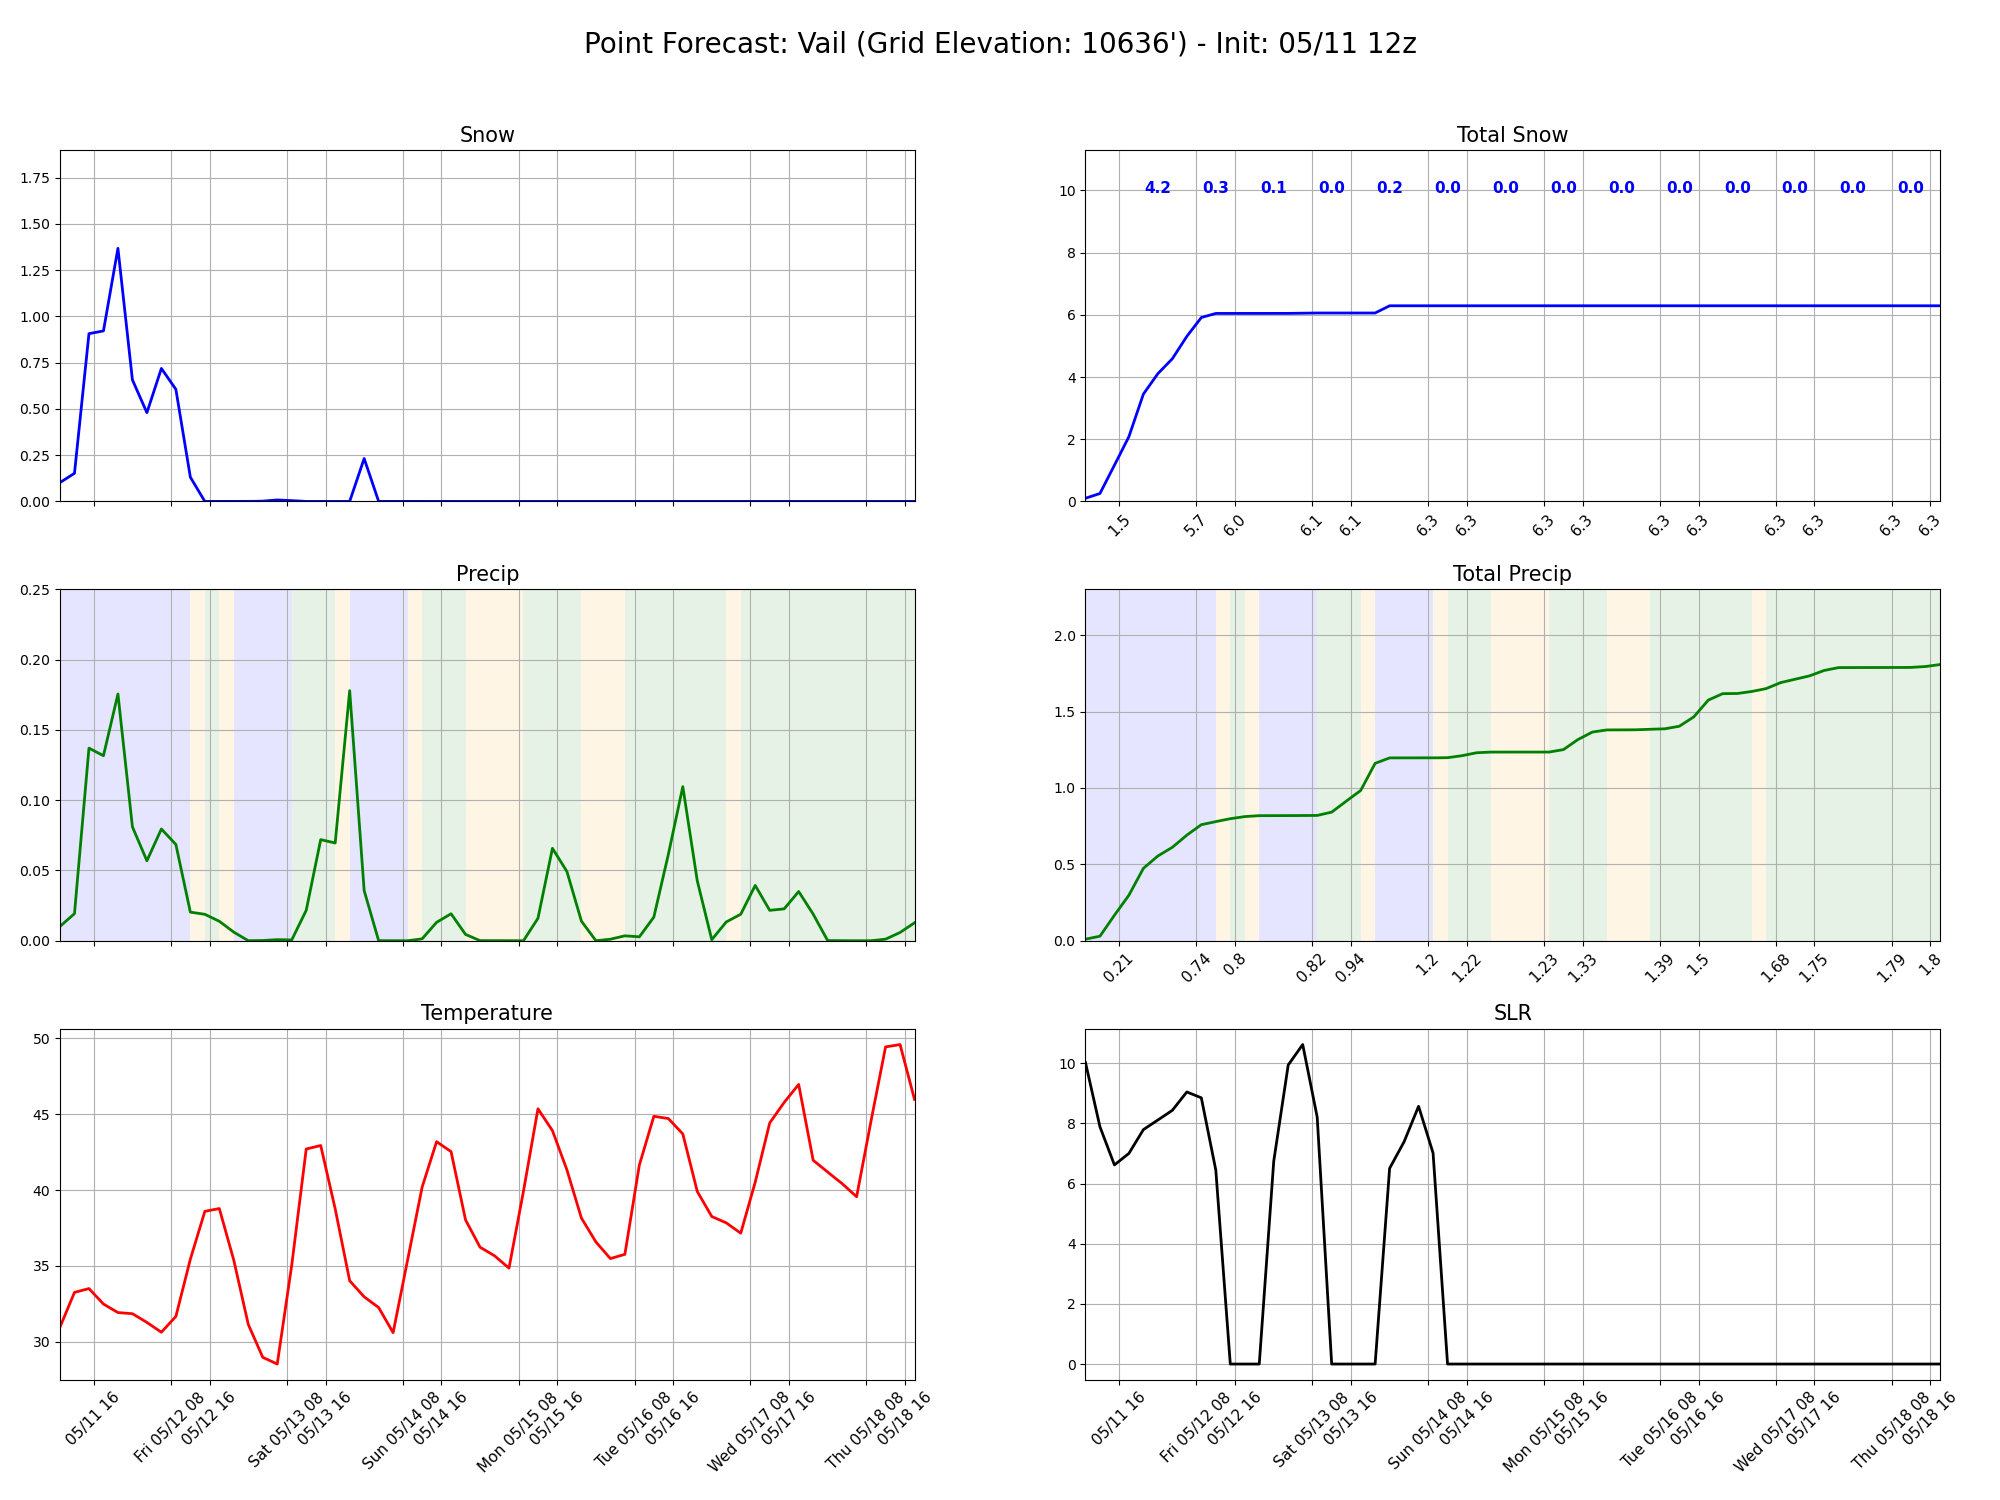 Point Forecast: Vail (Grid Elevation: 10636') - Init: 05/11 12z
Snow
1.75
1.50
1.25
1.00
0.75
0.50
0.25
0.00
Total Snow
4.2 0.3 0.1 0.0 0.2 0.0 0.0 0.0 0.0 0.0 0.0 0.0 0.0 0.0
10
8
6
4
2
0
1.5 5.7 6.0 6.1 6.1 6.3 6.3 6.3 6.3 6.3 6.3 6.3 6.3 6.3 6.3
Precip
0.25
0.20
0.15
0.10
0.05
0.00
Total Precip
2.0
1.5
1.0
0.5
0.0
0.21 0.74 0.8 0.82 0.94 1.2 1.22 1.23 1.33 1.39 1.5 1.68 1.75 1.79 1.8
Temperature
50
45
40
35
30
05/11 16
Fri 05/12 08
05/12 16
Sat 05/13 08
05/13 16
Sun 05/14 08
05/14 16
Mon 05/15 08
05/15 16
Tue 05/16 08
05/16 16
Wed 05/17 08
05/17 16
Thu 05/18 08
05/18 16
SLR
10
8
6
4
2
0
05/11 16
Fri 05/12 08
05/12 16
Sat 05/13 08
05/13 16
Sun 05/14 08
05/14 16
Mon 05/15 08
05/15 16
Tue 05/16 08
05/16 16
Wed 05/17 08
05/17 16
Thu 05/18 08
05/18 16